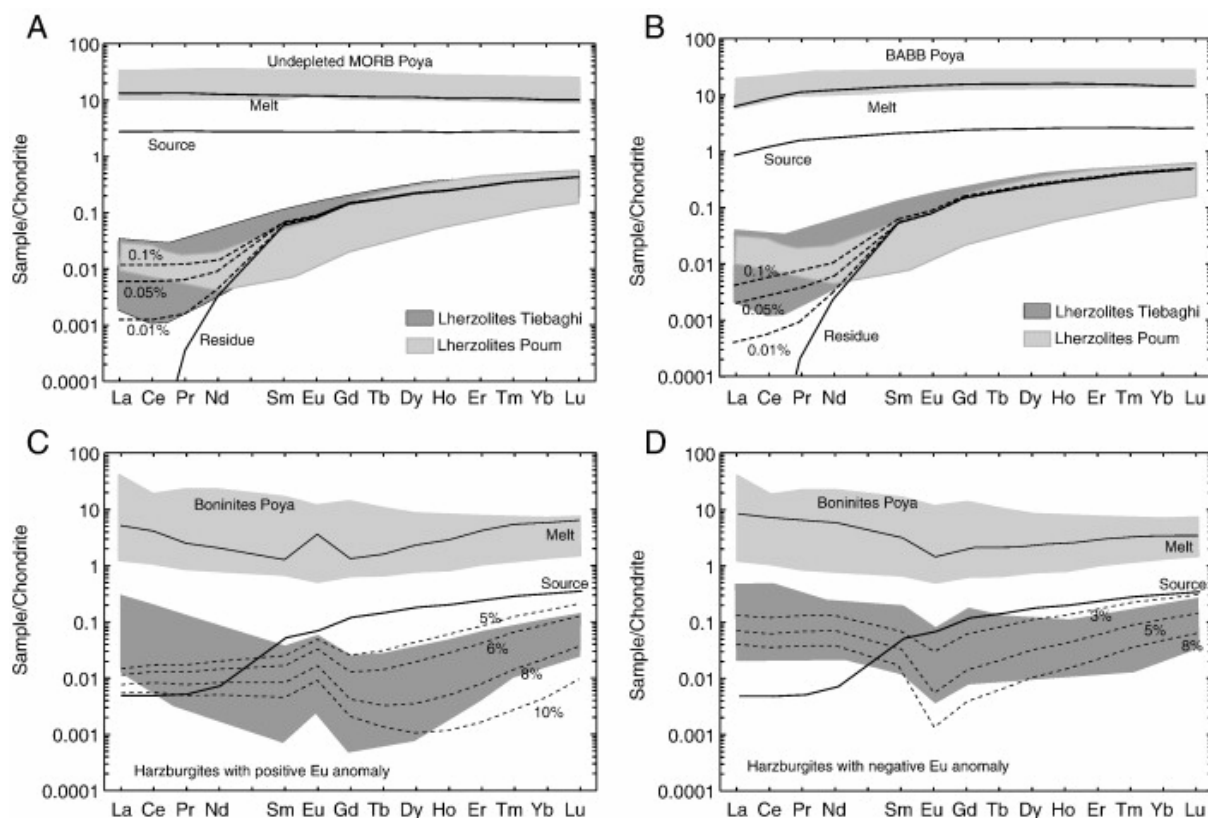 A
100
10
1
0.1
0.01
0.001
0.0001
Sample/Chondrite
Undepleted MORB Poya
Melt
Source
0.1%
0.05%
0.01%
Residue
Lherzolites Tiebaghi
Lherzolites Poum
La Ce Pr Nd Sm Eu Gd Tb Dy Ho Er Tm Yb Lu
B
100
10
1
0.1
0.01
0.001
0.0001
Sample/Chondrite
BABB Poya
Melt
Source
0.1%
0.05%
0.01%
Residue
Lherzolites Tiebaghi
Lherzolites Poum
La Ce Pr Nd Sm Eu Gd Tb Dy Ho Er Tm Yb Lu
C
100
10
1
0.1
0.01
0.001
0.0001
Sample/Chondrite
Boninites Poya
Melt
Source
5%
6%
8%
10%
Harzburgites with positive Eu anomaly
La Ce Pr Nd Sm Eu Gd Tb Dy Ho Er Tm Yb Lu
D
100
10
1
0.1
0.01
0.001
0.0001
Sample/Chondrite
Boninites Poya
Melt
Source
3%
5%
8%
Harzburgites with negative Eu anomaly
La Ce Pr Nd Sm Eu Gd Tb Dy Ho Er Tm Yb Lu